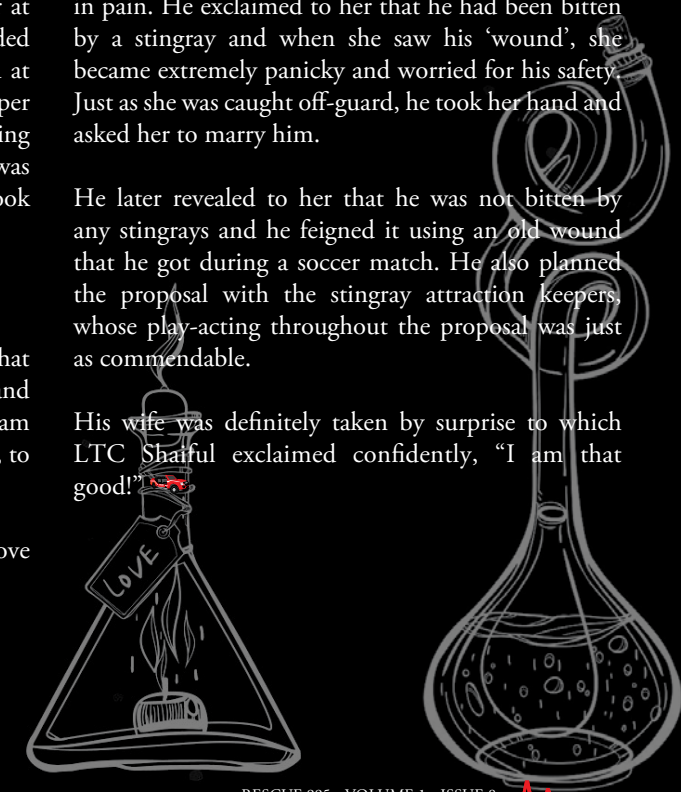 at
in pain. He exclaimed to her that he had been bitten
by a stingray and when she saw his ‘wound’, she
became extremely panicky and worried for his safety.
Just as she was caught off-guard, he took her hand and
asked her to marry him.
He later revealed to her that he was not bitten by
any stingrays and he feigned it using an old wound
that he got during a soccer match. He also planned
the proposal with the stingray attraction keepers,
whose play-acting throughout the proposal was just
as commendable.
His wife was definitely taken by surprise to which
LTC Shaiful exclaimed confidently, “I am that
good!”
LOVE